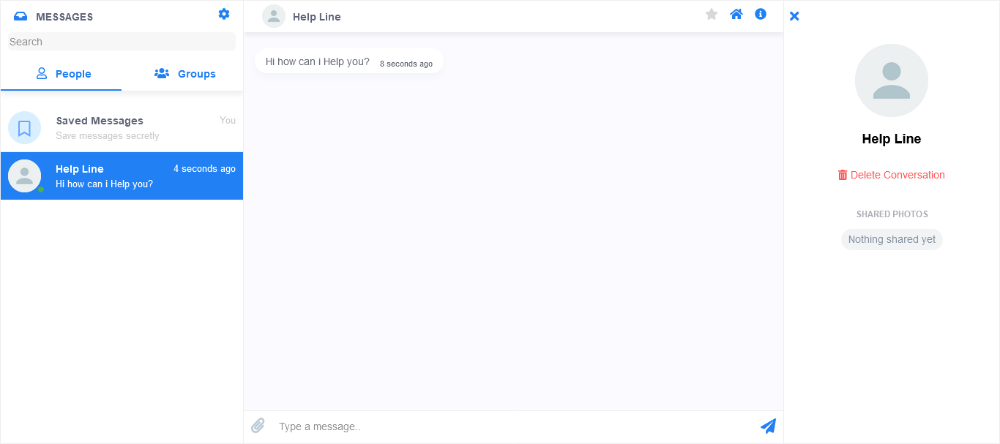 MESSAGES
Search
People Groups
Saved Messages You
Save messages secretly
Help Line 4 seconds ago
Hi how can i Help you?
Help Line
Hi how can i Help you? 8 seconds ago
Type a message..
Help Line
Delete Conversation
SHARED PHOTOS
Nothing shared yet